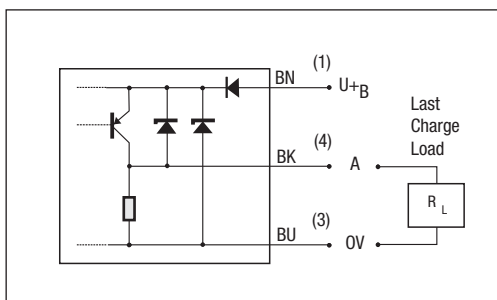 (1)
BN
U+B
Last
Charge
Load
(4)
BK
A
R L
(3)
BU
0V